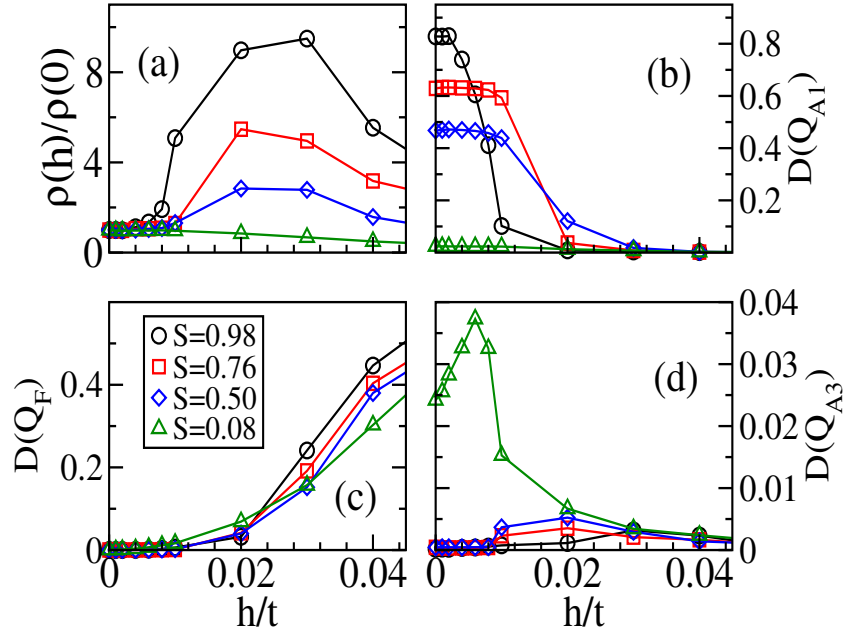 ρ(h)/ρ(0)
8
4
0
(a)
(b)
0.8
0.6
0.4
0.2
D(Q_A1)
D(Q_F)
0.4
0.2
0
S=0.98
S=0.76
S=0.50
S=0.08
(c)
(d)
0.04
0.03
0.02
0.01
0
D(Q_A3)
0
0.02
0.04
0
0.02
0.04
h/t
h/t